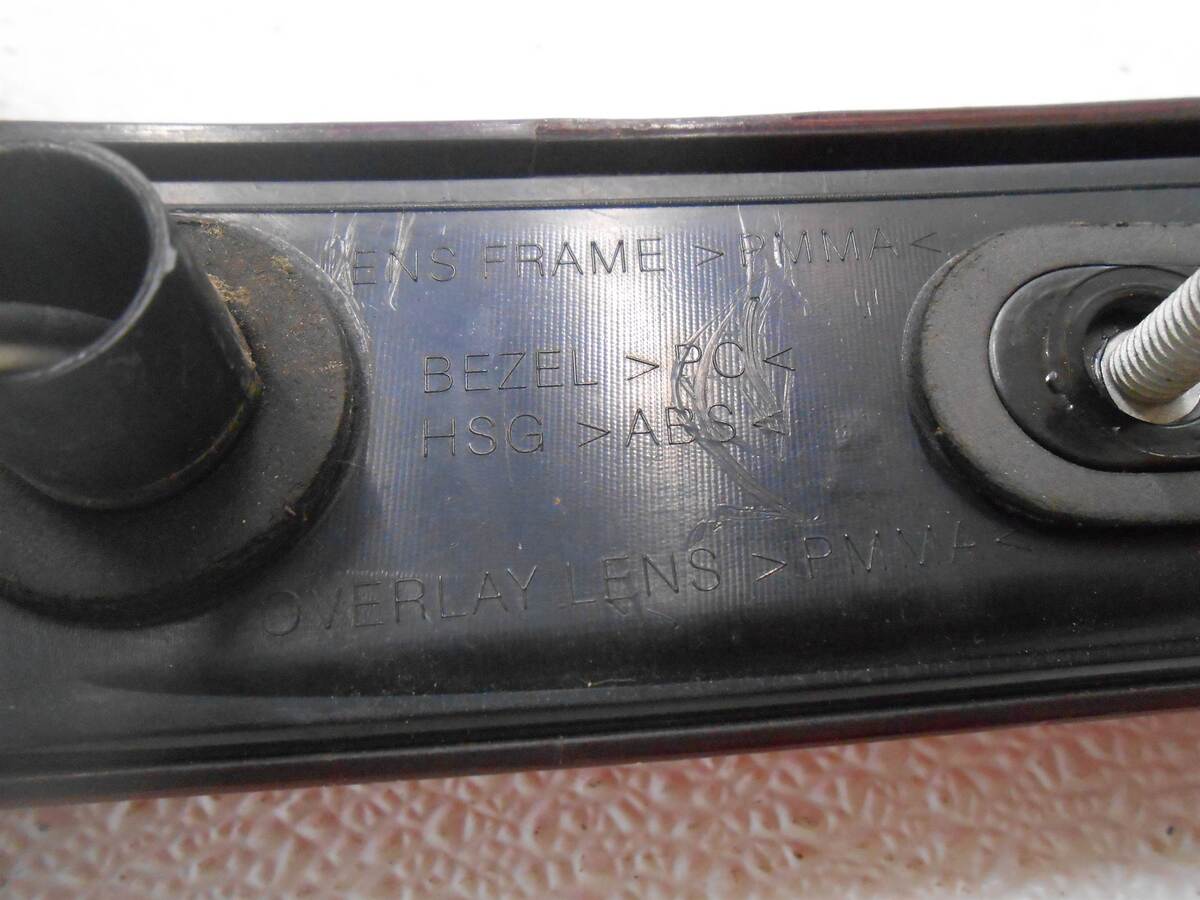 LENS FRAME >PMMA<
BEZEL >PC<
HSG >ABS<
OVERLAY LENS >PMMA<